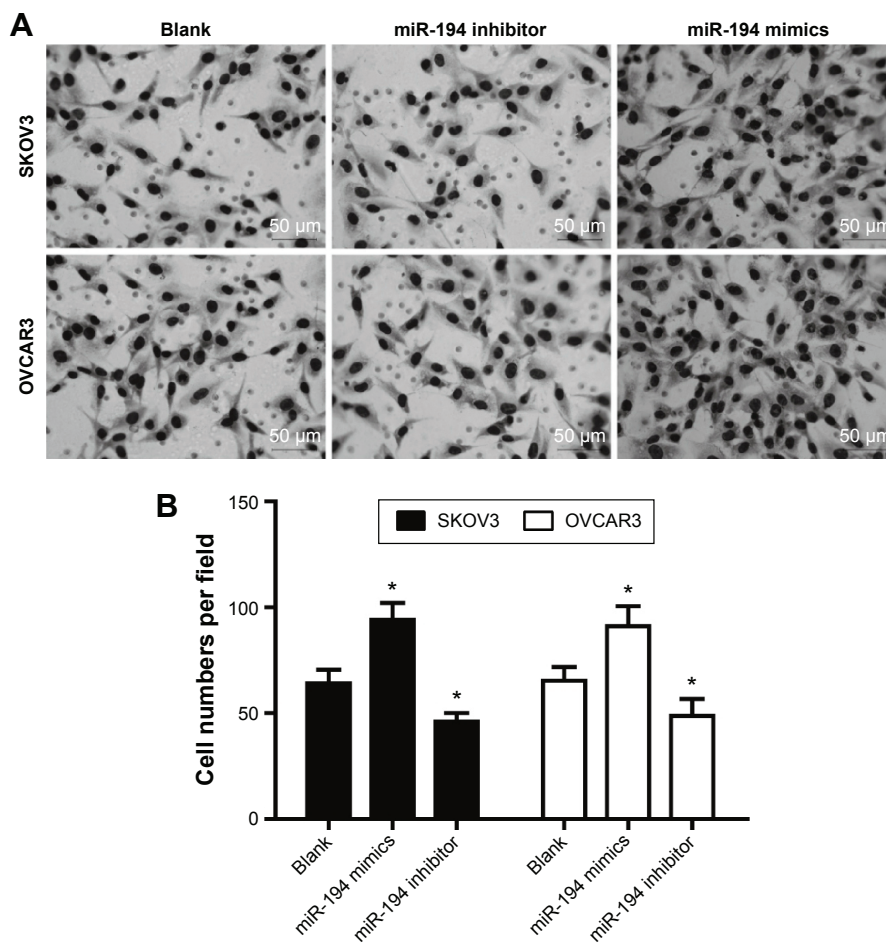 A
Blank miR-194 inhibitor miR-194 mimics
SKOV3
50 µm 50 µm 50 µm
OVCAR3
50 µm 50 µm 50 µm
B
SKOV3 OVCAR3
Cell numbers per field
150
100
50
0
* * * *
Blank miR-194 mimics miR-194 inhibitor Blank miR-194 mimics miR-194 inhibitor